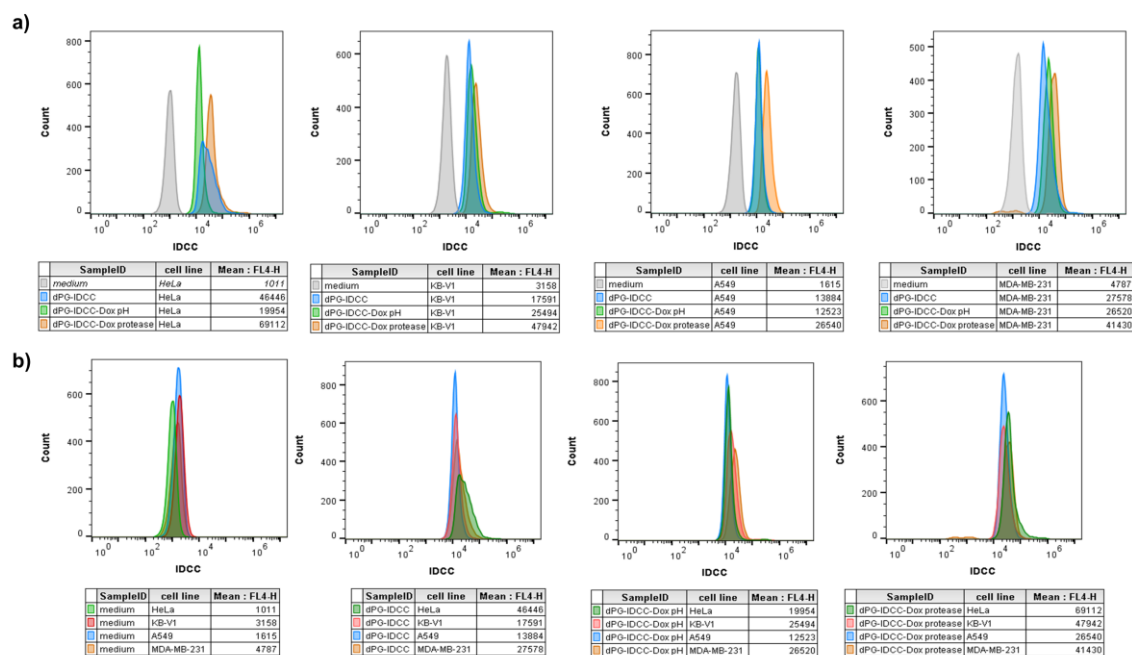 a)
800
600
400
200
0
Count
10^0 10^2 10^4 10^6
IDCC
600
400
200
0
Count
10^0 10^2 10^4 10^6
IDCC
800
600
400
200
0
Count
10^0 10^2 10^4 10^6
IDCC
500
400
300
200
100
0
Count
10^0 10^2 10^4 10^6
IDCC
SampleID cell line Mean : FL4-H
medium HeLa 1011
dPG-IDCC HeLa 46446
dPG-IDCC-Dox pH HeLa 19954
dPG-IDCC-Dox protease HeLa 69112
SampleID cell line Mean : FL4-H
medium KB-V1 3158
dPG-IDCC KB-V1 17591
dPG-IDCC-Dox pH KB-V1 25494
dPG-IDCC-Dox protease KB-V1 47942
SampleID cell line Mean : FL4-H
medium A549 1615
dPG-IDCC A549 13884
dPG-IDCC-Dox pH A549 12523
dPG-IDCC-Dox protease A549 26540
SampleID cell line Mean : FL4-H
medium MDA-MB-231 4787
dPG-IDCC MDA-MB-231 27578
dPG-IDCC-Dox pH MDA-MB-231 26520
dPG-IDCC-Dox protease MDA-MB-231 41430
b)
600
400
200
0
Count
10^0 10^2 10^4 10^6
IDCC
800
600
400
200
0
Count
10^0 10^2 10^4 10^6
IDCC
800
600
400
200
0
Count
10^0 10^2 10^4 10^6
IDCC
600
400
200
0
Count
10^0 10^2 10^4 10^6
IDCC
SampleID cell line Mean : FL4-H
medium HeLa 1011
medium KB-V1 3158
medium A549 1615
medium MDA-MB-231 4787
SampleID cell line Mean : FL4-H
dPG-IDCC HeLa 46446
dPG-IDCC KB-V1 17591
dPG-IDCC A549 13884
dPG-IDCC MDA-MB-231 27578
SampleID cell line Mean : FL4-H
dPG-IDCC-Dox pH HeLa 19954
dPG-IDCC-Dox pH KB-V1 25494
dPG-IDCC-Dox pH A549 12523
dPG-IDCC-Dox pH MDA-MB-231 26520
SampleID cell line Mean : FL4-H
dPG-IDCC-Dox protease HeLa 69112
dPG-IDCC-Dox protease KB-V1 47942
dPG-IDCC-Dox protease A549 26540
dPG-IDCC-Dox protease MDA-MB-231 41430